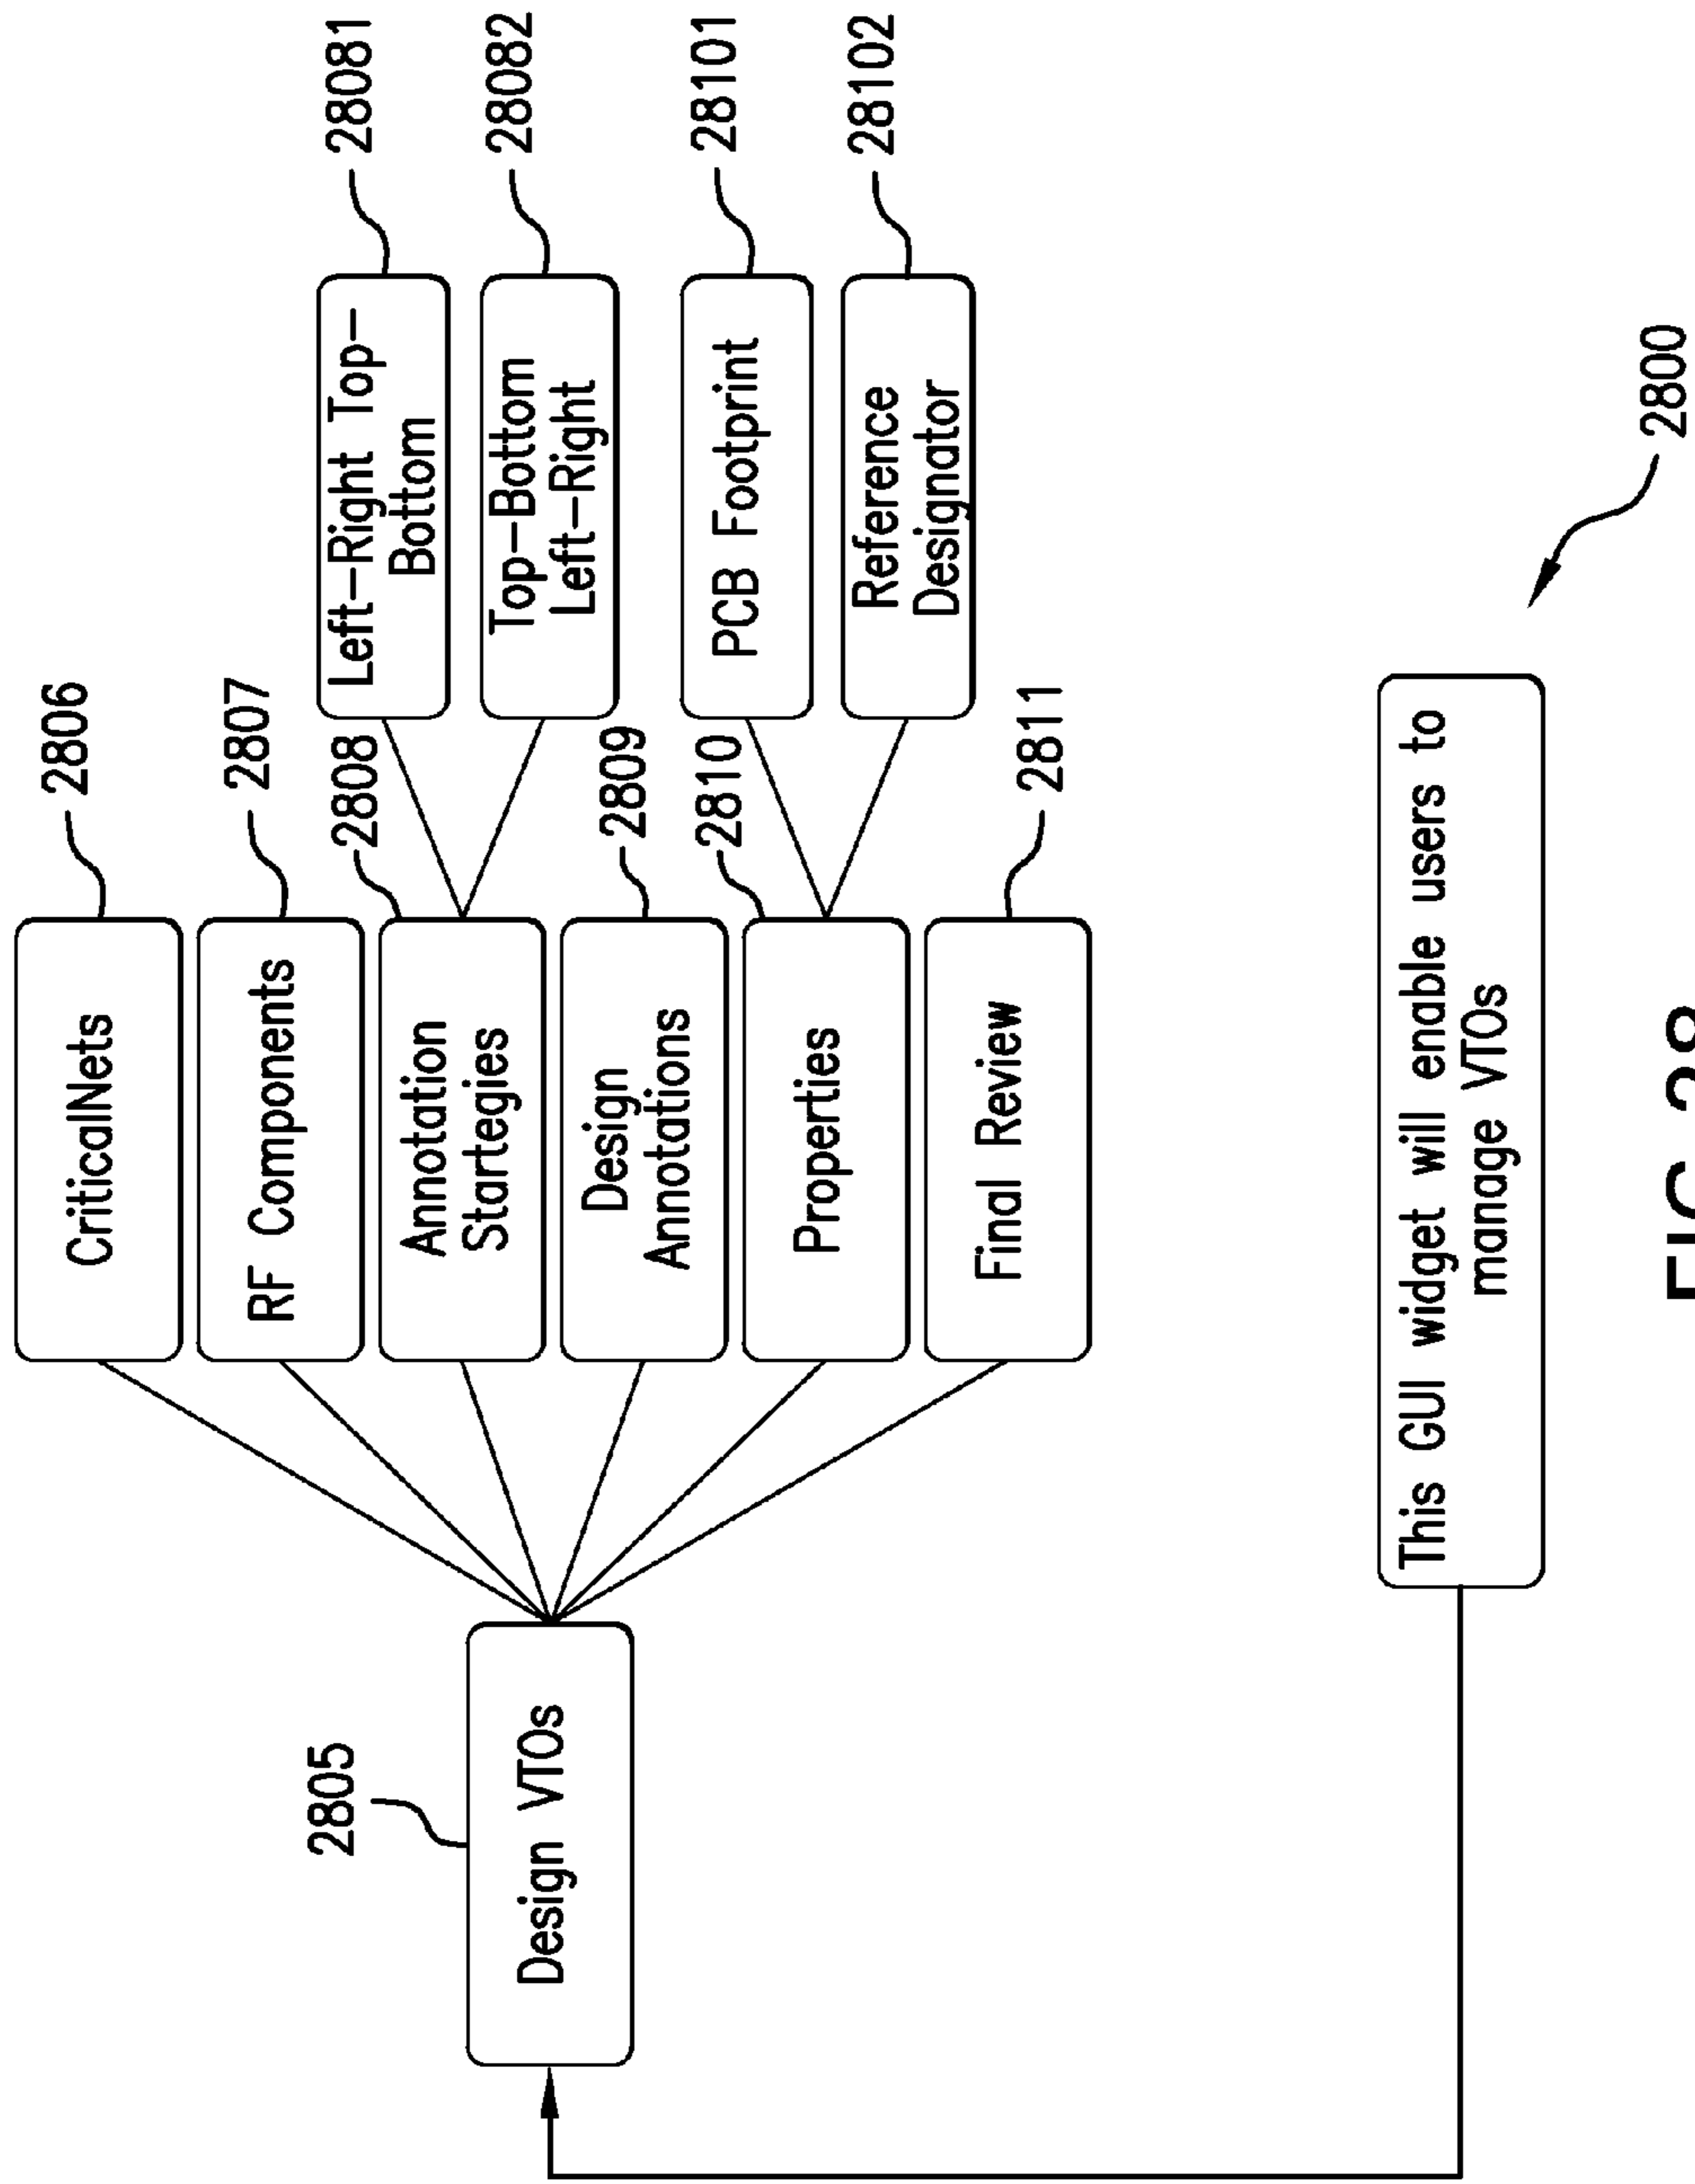 2805
Design VTOs
CriticalNets
2806
RF Components
2807
Annotation
Startegies
2808
Design
Annotations
2809
Properties
2810
Final Review
2811
Left-Right Top-
Bottom
28081
Top-Bottom
Left-Right
28082
PCB Footprint
28101
Reference
Designator
28102
This GUI widget will enable users to
manage VTOs
2800
FIG. 28